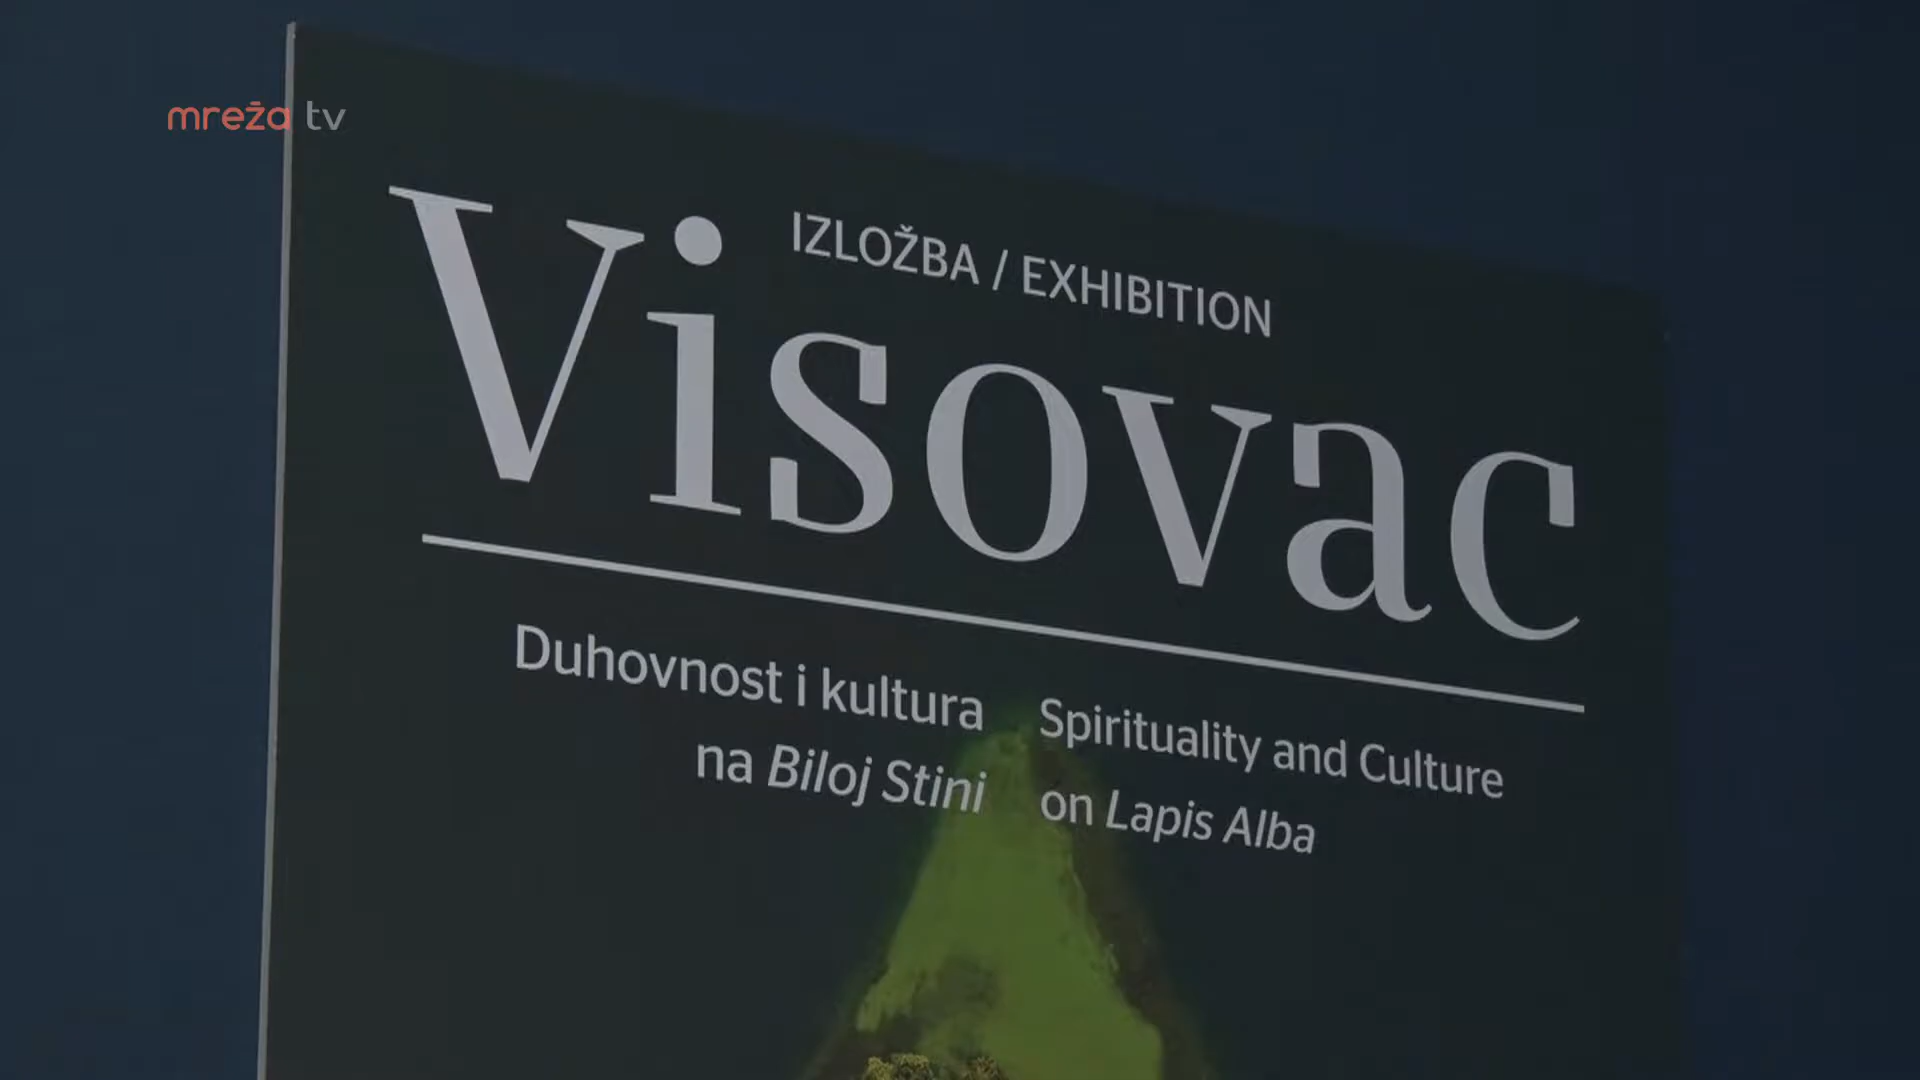 mreža tv
IZLOŽBA / EXHIBITION
Visovac
Duhovnost i kultura
na Biloj Stini
Spirituality and Culture
on Lapis Alba